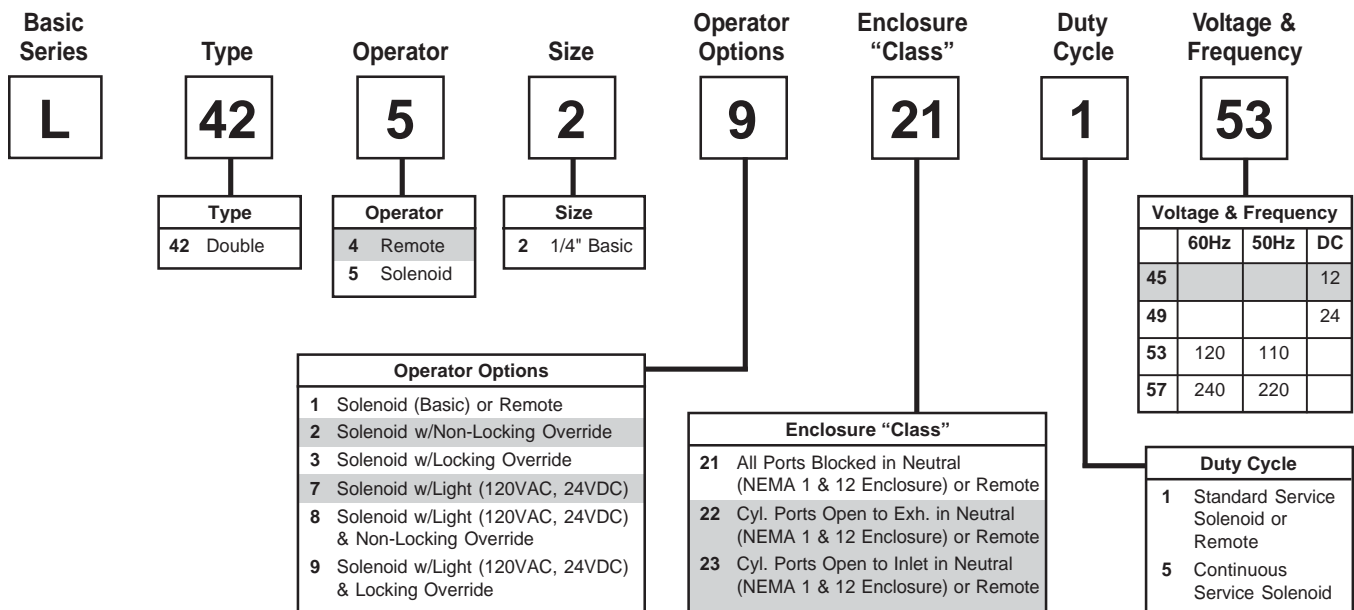 Basic Series
Type
Operator
Size
Operator Options
Enclosure “Class”
Duty Cycle
Voltage & Frequency
L
42
5
2
9
21
1
53
Type
42 Double
Operator
4 Remote
5 Solenoid
Size
2 1/4" Basic
Voltage & Frequency
60Hz 50Hz DC
45 12
49 24
53 120 110
57 240 220
Operator Options
1 Solenoid (Basic) or Remote
2 Solenoid w/Non-Locking Override
3 Solenoid w/Locking Override
7 Solenoid w/Light (120VAC, 24VDC)
8 Solenoid w/Light (120VAC, 24VDC)
& Non-Locking Override
9 Solenoid w/Light (120VAC, 24VDC)
& Locking Override
Enclosure “Class”
21 All Ports Blocked in Neutral
(NEMA 1 & 12 Enclosure) or Remote
22 Cyl. Ports Open to Exh. in Neutral
(NEMA 1 & 12 Enclosure) or Remote
23 Cyl. Ports Open to Inlet in Neutral
(NEMA 1 & 12 Enclosure) or Remote
Duty Cycle
1 Standard Service
Solenoid or
Remote
5 Continuous
Service Solenoid